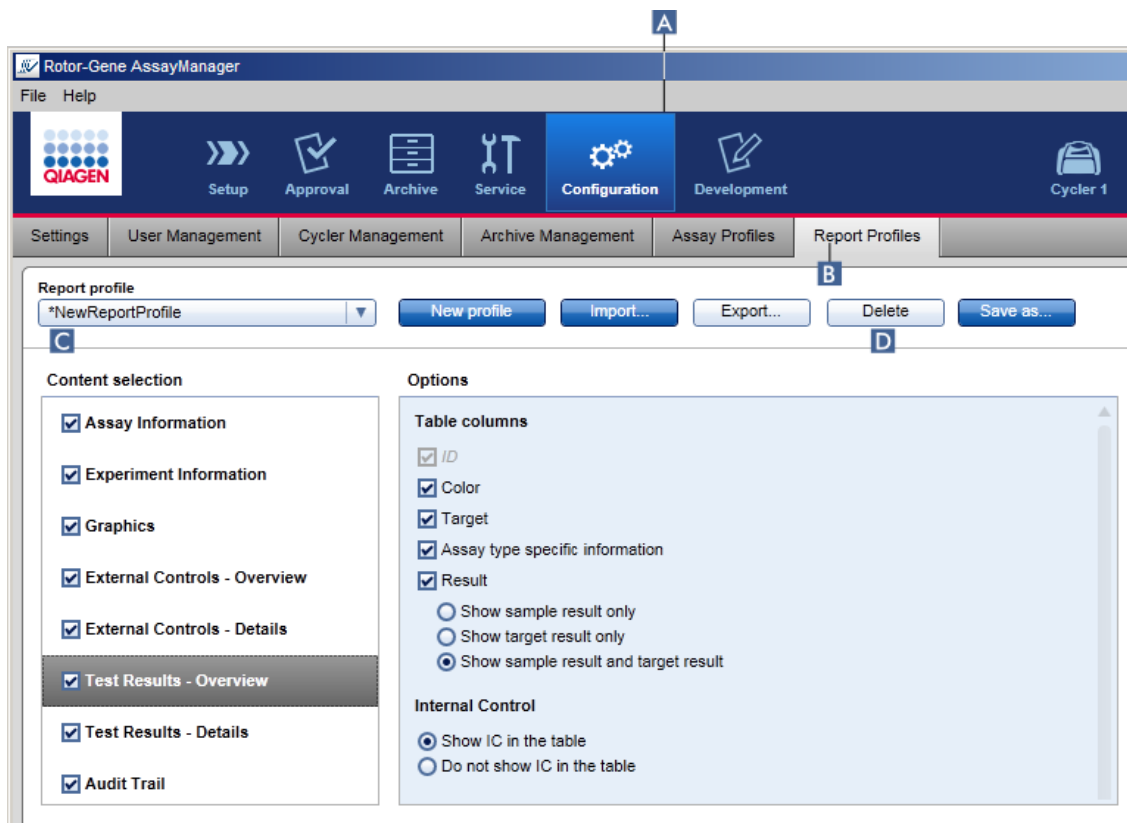 A
Rotor-Gene AssayManager
File Help
QIAGEN
Setup Approval Archive Service Configuration Development Cycler 1
Settings User Management Cycler Management Archive Management Assay Profiles Report Profiles
B
Report profile
*NewReportProfile New profile Import... Export... Delete Save as...
C D
Content selection
Assay Information
Experiment Information
Graphics
External Controls - Overview
External Controls - Details
Test Results - Overview
Test Results - Details
Audit Trail
Options
Table columns
ID
Color
Target
Assay type specific information
Result
Show sample result only
Show target result only
Show sample result and target result
Internal Control
Show IC in the table
Do not show IC in the table